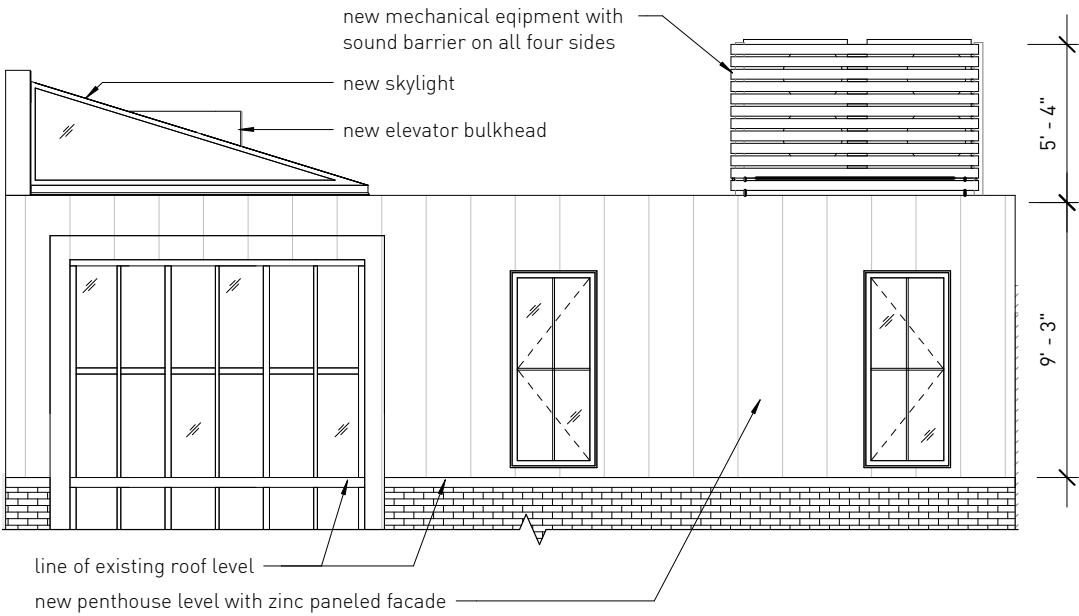 new mechanical eqipment with
sound barrier on all four sides
new skylight
new elevator bulkhead
5' - 4"
9' - 3"
line of existing roof level
new penthouse level with zinc paneled facade